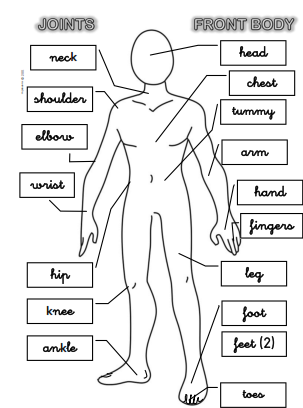 JOINTS
FRONT BODY
neck
shoulder
elbow
wrist
hip
knee
ankle
head
chest
tummy
arm
hand
fingers
leg
foot
feet (2)
toes